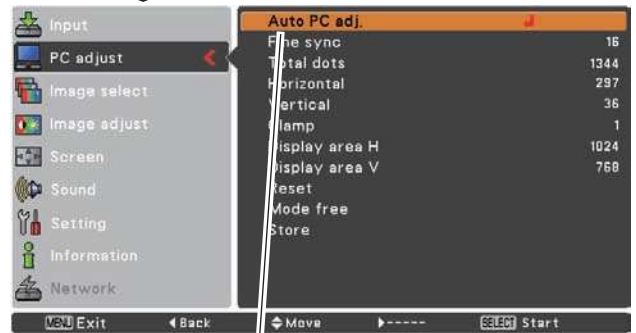 Input
PC adjust
Image select
Image adjust
Screen
Sound
Setting
Information
Network
Auto PC adj.
Fine sync 16
Total dots 1344
Horizontal 297
Vertical 36
Clamp 1
Display area H 1024
Display area V 768
Reset
Mode free
Store
MENU Exit Back Move ----- SELECT Start